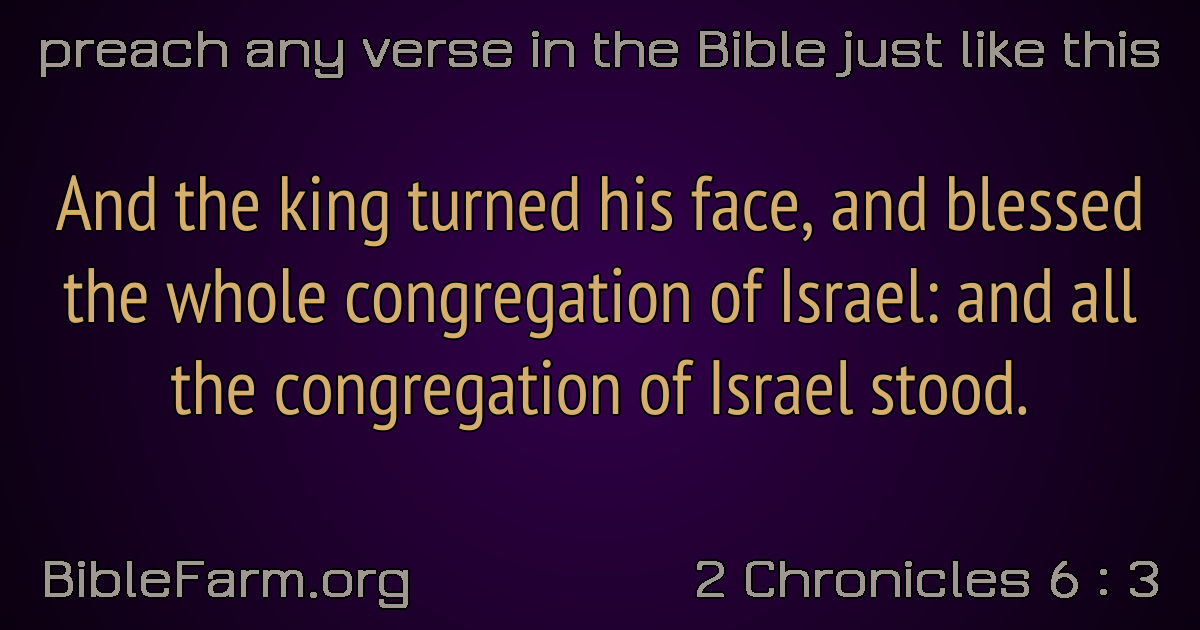 preach any verse in the Bible just like this
And the king turned his face, and blessed
the whole congregation of Israel: and all
the congregation of Israel stood.
BibleFarm.org
2 Chronicles 6 : 3